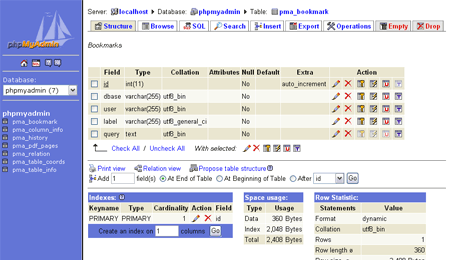 Server: localhost ▸ Database: phpmyadmin ▸ Table: pma_bookmark
Structure Browse SQL Search Insert Export Operations Empty Drop
phpMyAdmin
Bookmarks
Database:
phpmyadmin (7)
phpmyadmin
pma_bookmark
pma_column_info
pma_history
pma_pdf_pages
pma_relation
pma_table_coords
pma_table_info
Field Type Collation Attributes Null Default Extra Action
id int(11) No auto_increment
dbase varchar(255) utf8_bin No
user varchar(255) utf8_bin No
label varchar(255) utf8_general_ci No
query text utf8_bin No
Check All / Uncheck All With selected:
Print view Relation view Propose table structure
Add 1 field(s) At End of Table At Beginning of Table After id Go
Indexes:
Keyname Type Cardinality Action Field
PRIMARY PRIMARY 1 id
Create an index on 1 columns Go
Space usage:
Type Usage
Data 360 Bytes
Index 2,048 Bytes
Total 2,408 Bytes
Row Statistic:
Statements Value
Format dynamic
Collation utf8_bin
Rows 1
Row length ø 360